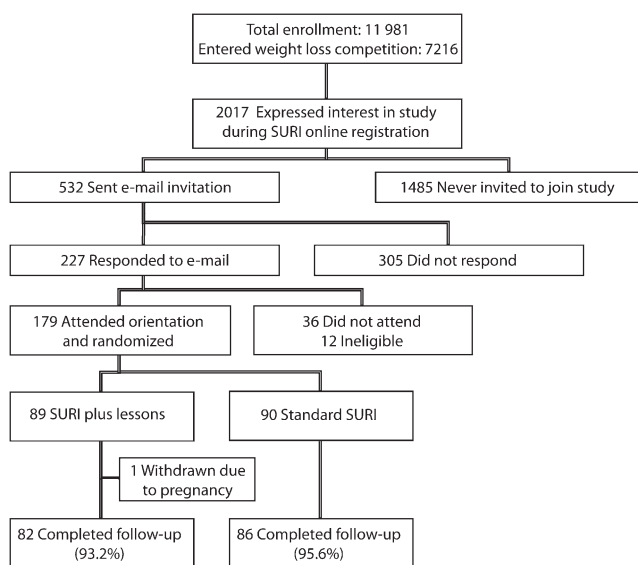 Total enrollment: 11 981
Entered weight loss competition: 7216
2017 Expressed interest in study
during SURI online registration
532 Sent e-mail invitation
1485 Never invited to join study
227 Responded to e-mail
305 Did not respond
179 Attended orientation
and randomized
36 Did not attend
12 Ineligible
89 SURI plus lessons
90 Standard SURI
1 Withdrawn due
to pregnancy
82 Completed follow-up
(93.2%)
86 Completed follow-up
(95.6%)